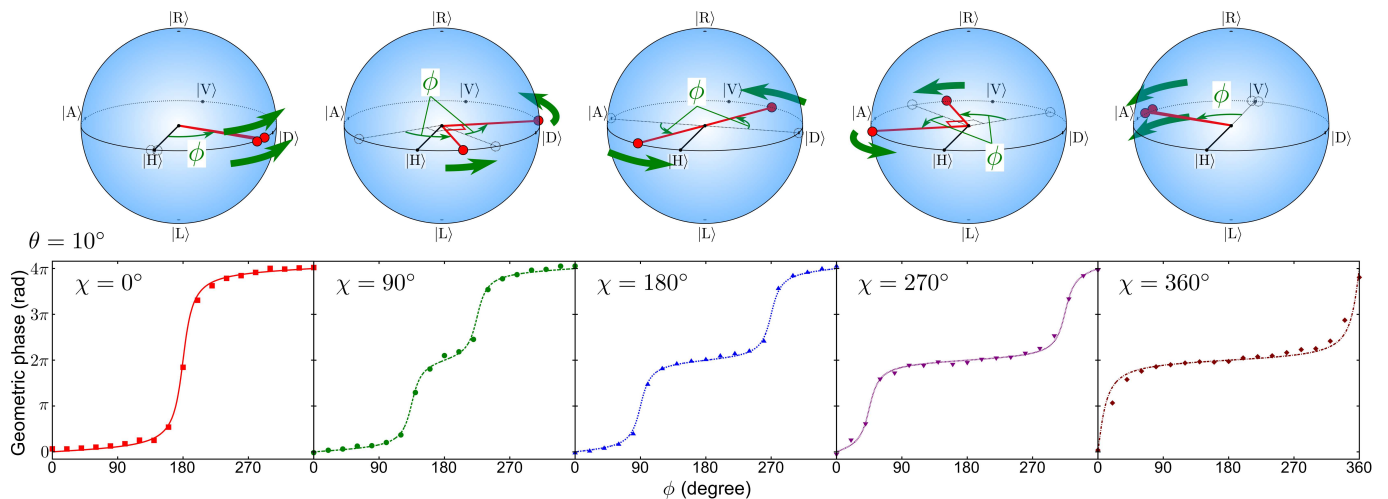 |R⟩ |R⟩ |R⟩ |R⟩ |R⟩
|A⟩ |V⟩ |D⟩ |H⟩ ϕ
|A⟩ ϕ |V⟩ |D⟩ |H⟩
|A⟩ ϕ |V⟩ |D⟩ |H⟩
|A⟩ |V⟩ |D⟩ |H⟩ ϕ
|A⟩ ϕ |V⟩ |D⟩ |H⟩
|L⟩ |L⟩ |L⟩ |L⟩ |L⟩
θ = 10°
Geometric phase (rad)
4π
3π
2π
π
0
χ = 0° χ = 90° χ = 180° χ = 270° χ = 360°
0 90 180 270 0 90 180 270 0 90 180 270 0 90 180 270 0 90 180 270 360
ϕ (degree)